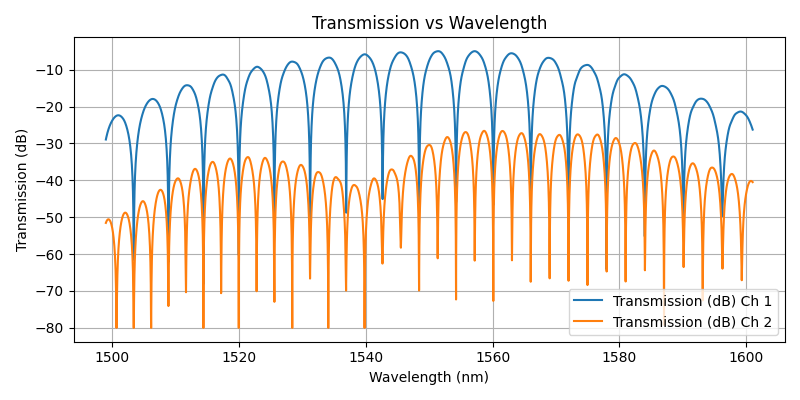 Transmission vs Wavelength
Transmission (dB)
−10
−20
−30
−40
−50
−60
−70
−80
1500
1520
1540
1560
1580
1600
Wavelength (nm)
Transmission (dB) Ch 1
Transmission (dB) Ch 2